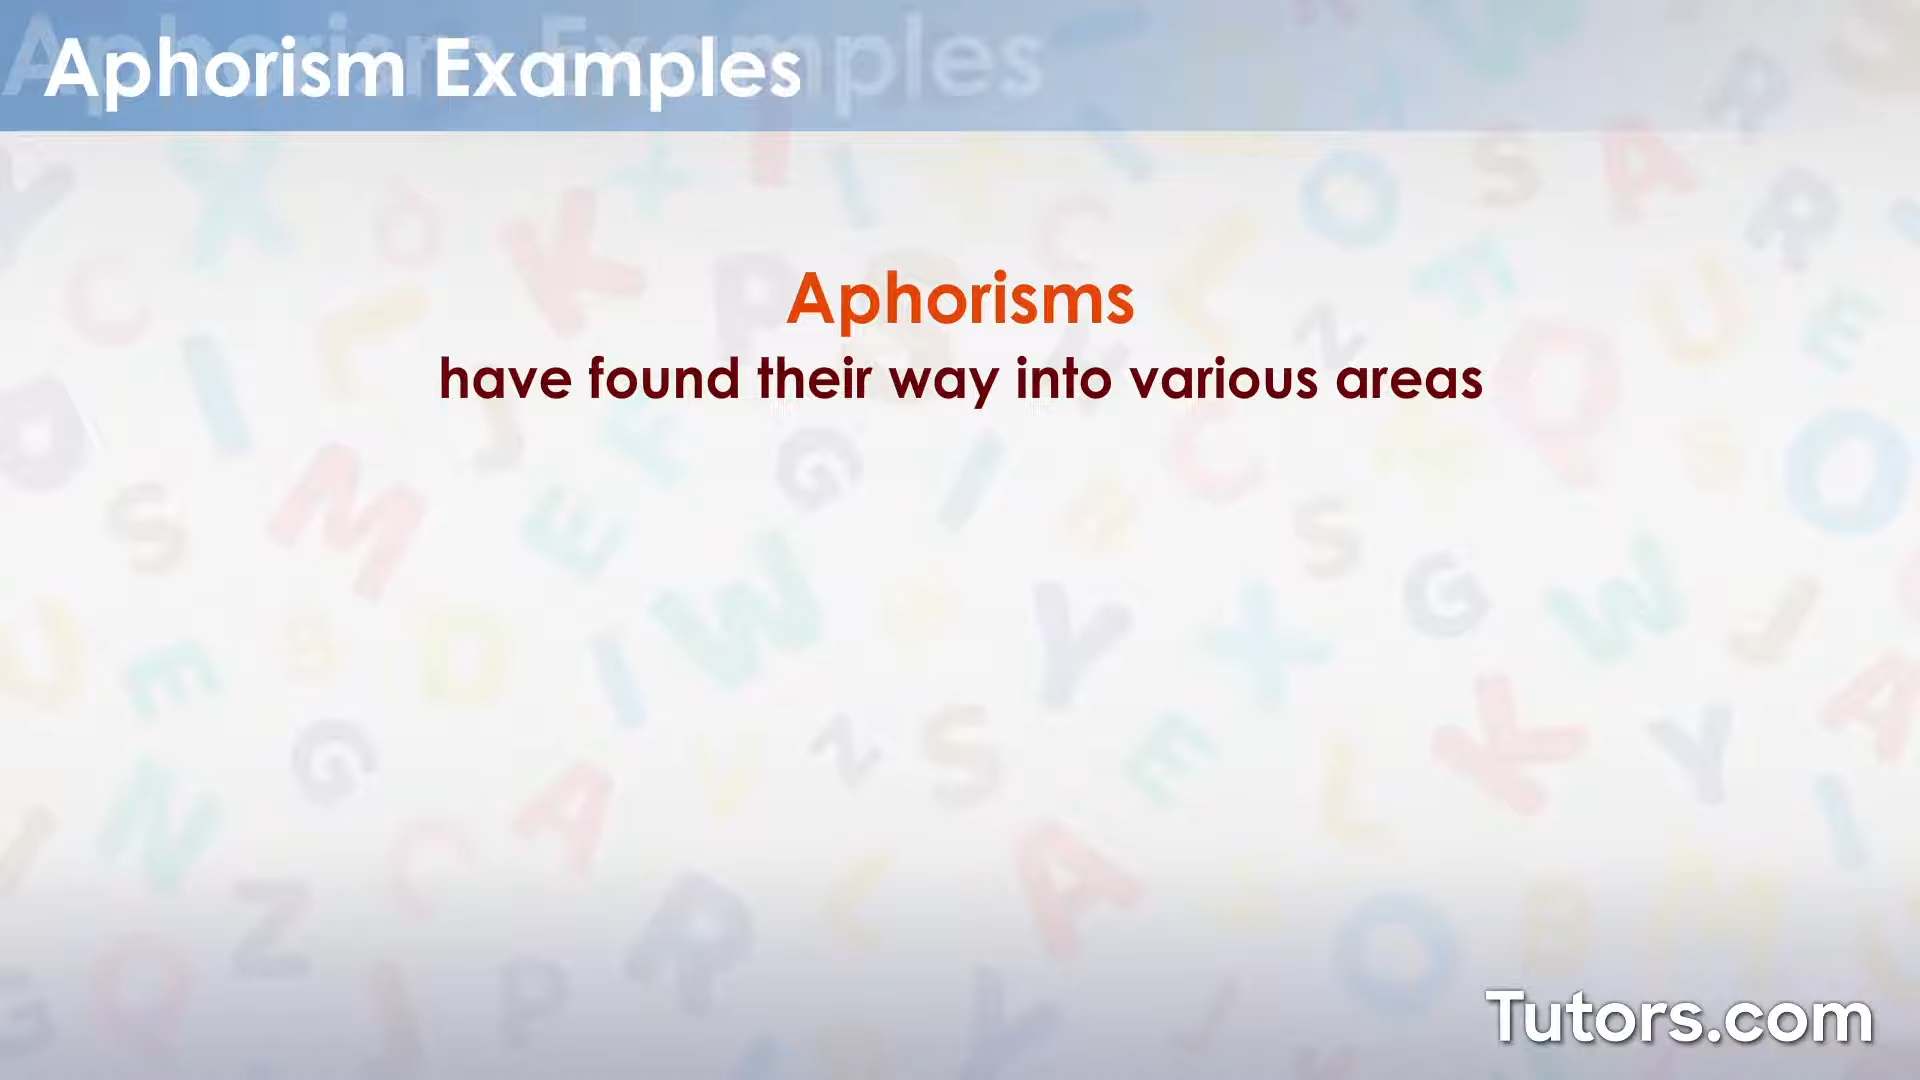 Aphorism Examples
Aphorisms
have found their way into various areas
Tutors.com